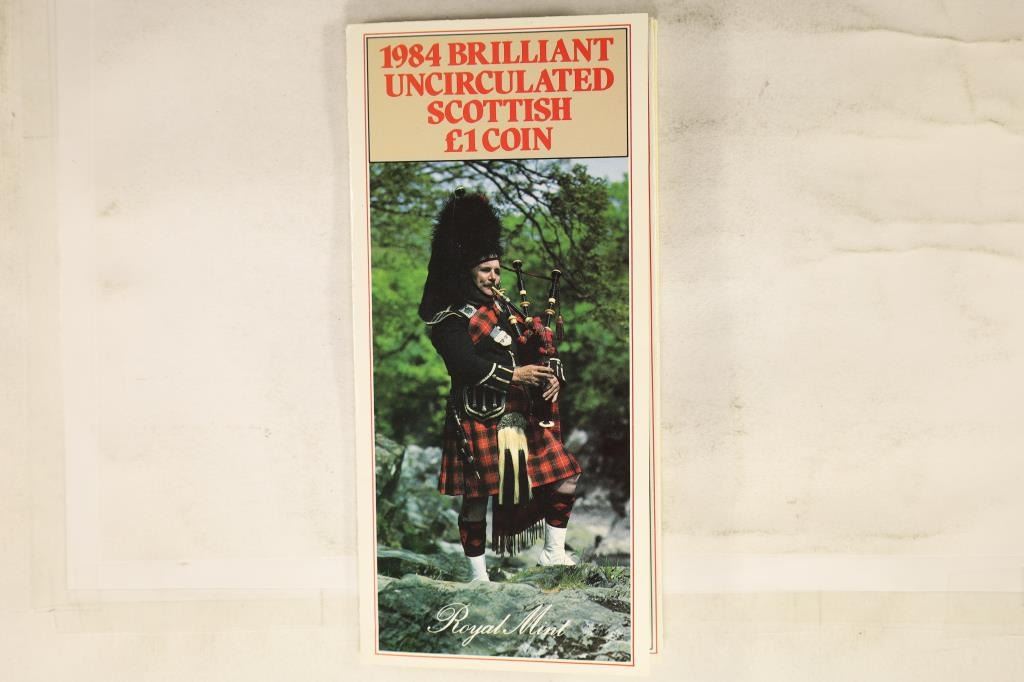 1984 BRILLIANT
UNCIRCULATED
SCOTTISH
£1 COIN
Royal Mint